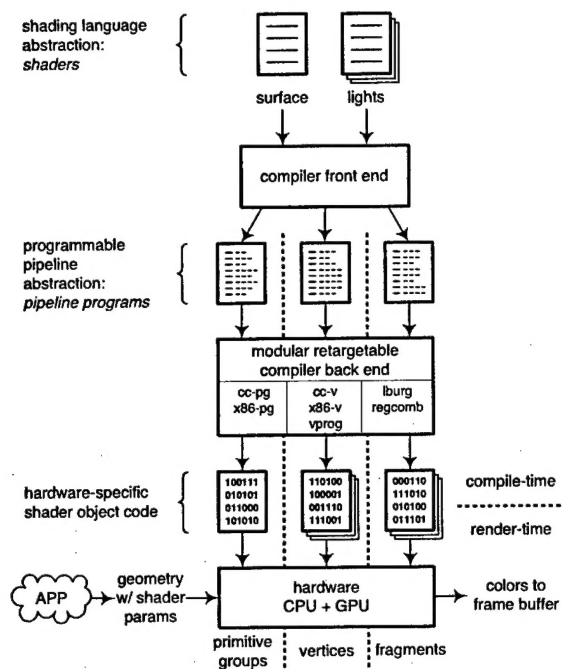 shading language
abstraction:
shaders
surface
lights
compiler front end
programmable
pipeline
abstraction:
pipeline programs
modular retargetable
compiler back end
cc-pg
x86-pg
cc-v
x86-v
vprog
lburg
regcomb
hardware-specific
shader object code
100111
010101
011000
101010
110100
100001
001110
111001
000110
111010
010100
011101
compile-time
render-time
APP
geometry
w/ shader
params
hardware
CPU + GPU
colors to
frame buffer
primitive
groups
vertices
fragments